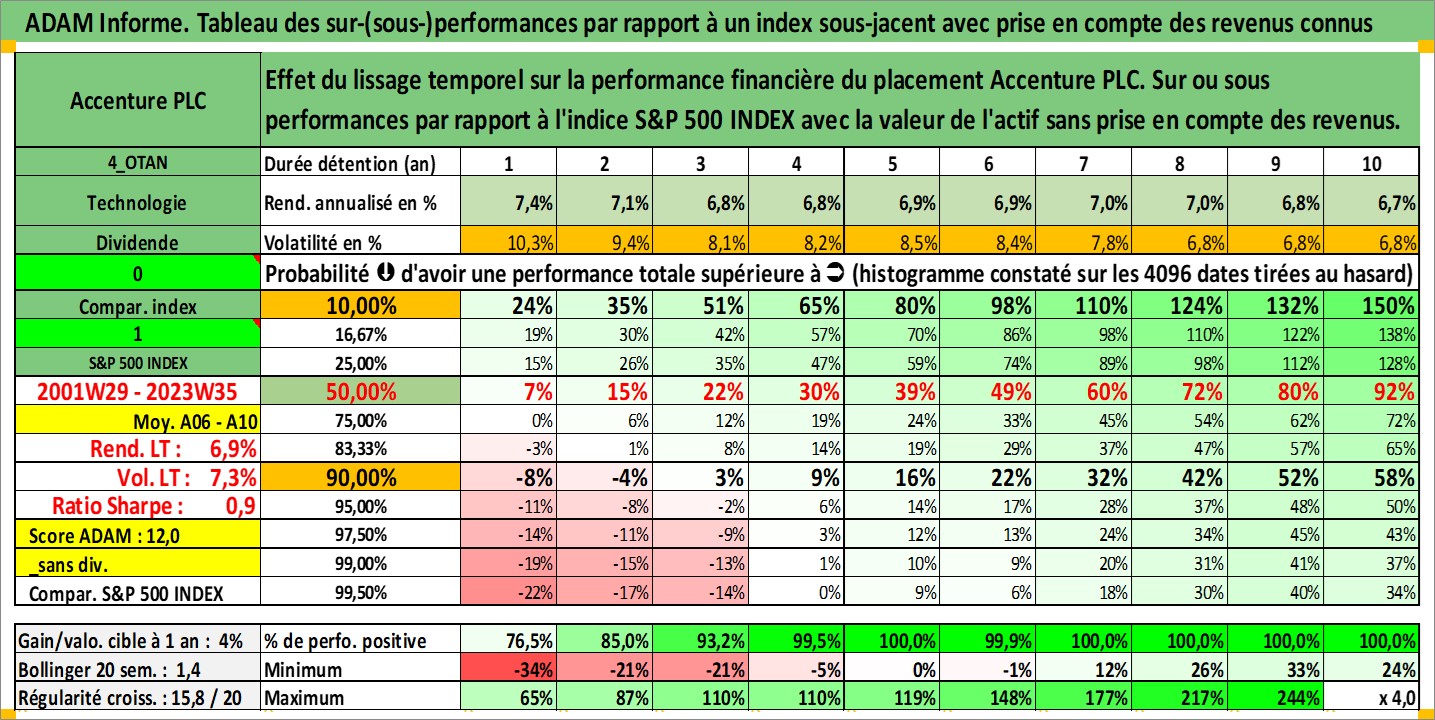 ADAM Informe. Tableau des sur-(sous-)performances par rapport à un index sous-jacent avec prise en compte des revenus connus
Accenture PLC
Effet du lissage temporel sur la performance financière du placement Accenture PLC. Sur ou sous
performances par rapport à l'indice S&P 500 INDEX avec la valeur de l'actif sans prise en compte des revenus.
4_OTAN Durée détention (an) 1 2 3 4 5 6 7 8 9 10
Technologie Rend. annualisé en % 7,4% 7,1% 6,8% 6,8% 6,9% 6,9% 7,0% 7,0% 6,8% 6,7%
Dividende Volatilité en % 10,3% 9,4% 8,1% 8,2% 8,5% 8,4% 7,8% 6,8% 6,8% 6,8%
0 Probabilité d'avoir une performance totale supérieure à (histogramme constaté sur les 4096 dates tirées au hasard)
Compar. index 10,00% 24% 35% 51% 65% 80% 98% 110% 124% 132% 150%
1 16,67% 19% 30% 42% 57% 70% 86% 98% 110% 122% 138%
S&P 500 INDEX 25,00% 15% 26% 35% 47% 59% 74% 89% 98% 112% 128%
2001W29 - 2023W35 50,00% 7% 15% 22% 30% 39% 49% 60% 72% 80% 92%
Moy. A06 - A10 75,00% 0% 6% 12% 19% 24% 33% 45% 54% 62% 72%
Rend. LT : 6,9% 83,33% -3% 1% 8% 14% 19% 29% 37% 47% 57% 65%
Vol. LT : 7,3% 90,00% -8% -4% 3% 9% 16% 22% 32% 42% 52% 58%
Ratio Sharpe : 0,9 95,00% -11% -8% -2% 6% 14% 17% 28% 37% 48% 50%
Score ADAM : 12,0 97,50% -14% -11% -9% 3% 12% 13% 24% 34% 45% 43%
_sans div. 99,00% -19% -15% -13% 1% 10% 9% 20% 31% 41% 37%
Compar. S&P 500 INDEX 99,50% -22% -17% -14% 0% 9% 6% 18% 30% 40% 34%
Gain/valo. cible à 1 an : 4% % de perfo. positive 76,5% 85,0% 93,2% 99,5% 100,0% 99,9% 100,0% 100,0% 100,0% 100,0%
Bollinger 20 sem. : 1,4 Minimum -34% -21% -21% -5% 0% -1% 12% 26% 33% 24%
Régularité croiss. : 15,8 / 20 Maximum 65% 87% 110% 110% 119% 148% 177% 217% 244% x 4,0